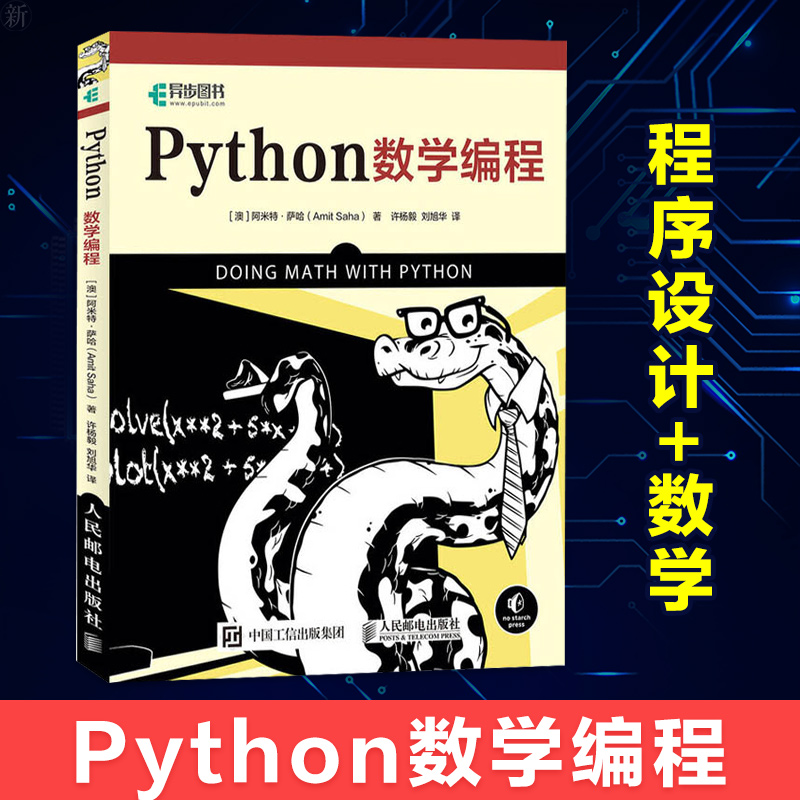 新
异步图书
www.epubit.com
Python数学编程
[澳]阿米特·萨哈（Amit Saha）著 许杨毅 刘旭华 译
DOING MATH WITH PYTHON
olve(x**2+5*x
plot(x**2+5*
no starch
press
中国工信出版集团
人民邮电出版社
POSTS & TELECOM PRESS
Python
数学编程
[澳]阿米特·萨哈（Amit Saha）著
许杨毅 刘旭华 译
人民邮电出版社
程序设计+数学
Python数学编程